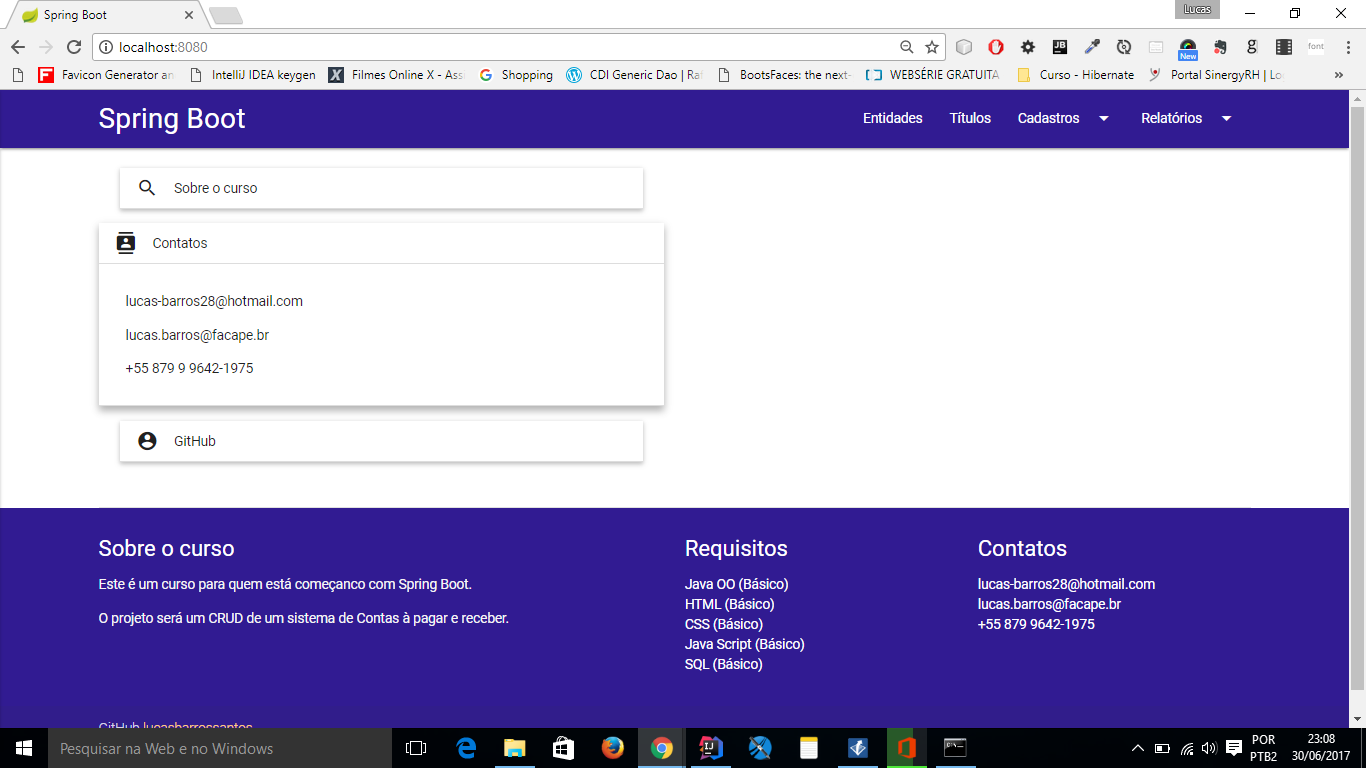 Spring Boot
Lucas
localhost:8080
font
New
Favicon Generator an
IntelliJ IDEA keygen
Filmes Online X - Assi
Shopping
CDI Generic Dao | Raf
BootsFaces: the next-
WEBSÉRIE GRATUITA
Curso - Hibernate
Portal SinergyRH | Lo
Spring Boot
Entidades
Títulos
Cadastros
Relatórios
Sobre o curso
Contatos
lucas-barros28@hotmail.com
lucas.barros@facape.br
+55 879 9 9642-1975
GitHub
Sobre o curso
Este é um curso para quem está começanco com Spring Boot.
O projeto será um CRUD de um sistema de Contas à pagar e receber.
Requisitos
Java OO (Básico)
HTML (Básico)
CSS (Básico)
Java Script (Básico)
SQL (Básico)
Contatos
lucas-barros28@hotmail.com
lucas.barros@facape.br
+55 879 9642-1975
GitHub lucasbarrossantos
Pesquisar na Web e no Windows
POR
PTB2
23:08
30/06/2017